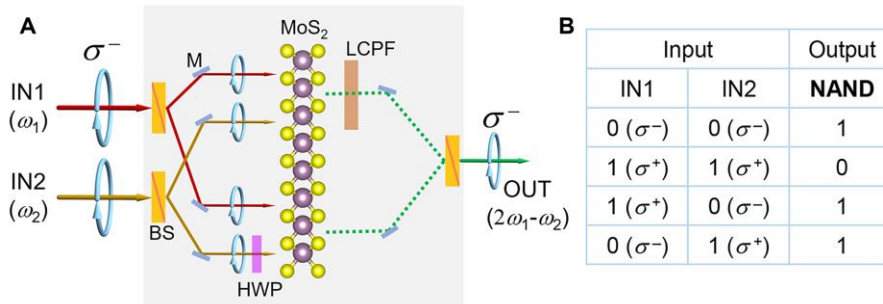 A
σ⁻
M
MoS₂
LCPF
IN1
(ω₁)
IN2
(ω₂)
BS
HWP
σ⁻
OUT
(2ω₁-ω₂)
B
Input Output
IN1 IN2 NAND
0 (σ⁻) 0 (σ⁻) 1
1 (σ⁺) 1 (σ⁺) 0
1 (σ⁺) 0 (σ⁻) 1
0 (σ⁻) 1 (σ⁺) 1